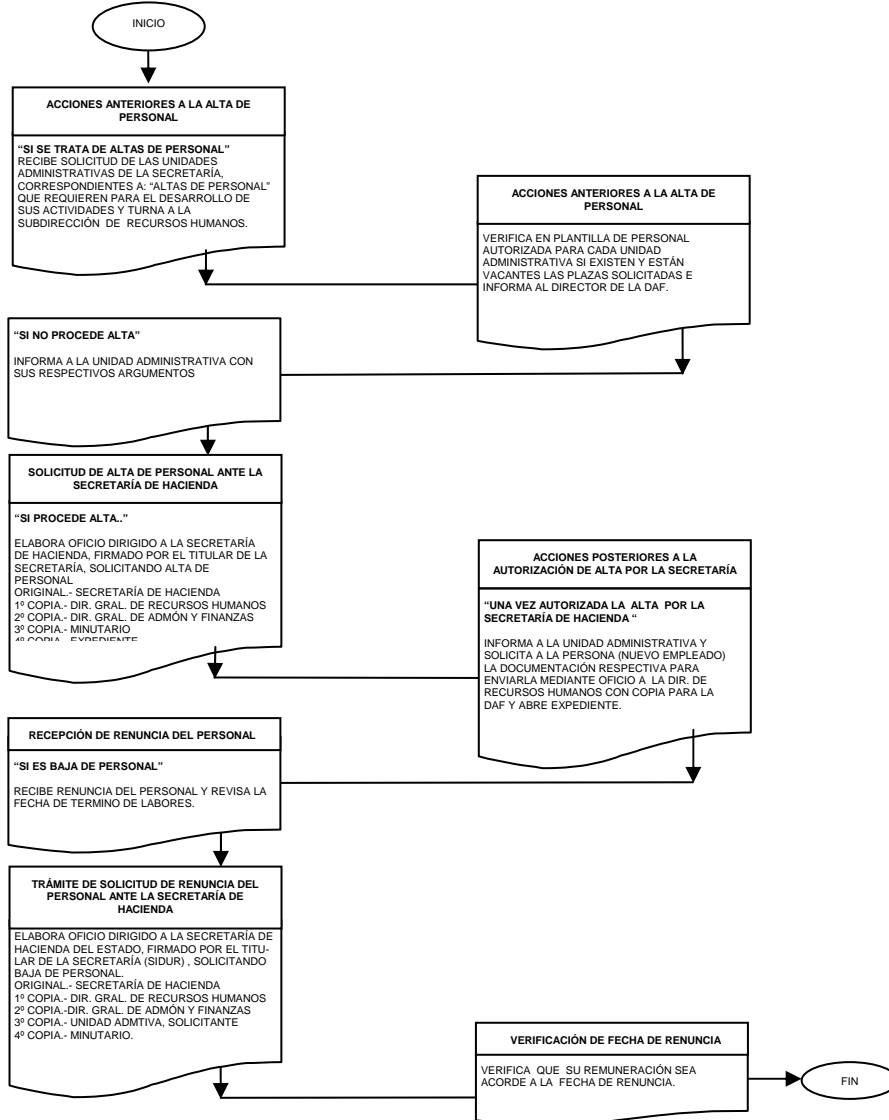 INICIO
ACCIONES ANTERIORES A LA ALTA DE
PERSONAL
“SI SE TRATA DE ALTAS DE PERSONAL”
RECIBE SOLICITUD DE LAS UNIDADES
ADMINISTRATIVAS DE LA SECRETARÍA,
CORRESPONDIENTES A: “ALTAS DE PERSONAL”
QUE REQUIEREN PARA EL DESARROLLO DE
SUS ACTIVIDADES Y TURNA A LA
SUBDIRECCIÓN DE RECURSOS HUMANOS.
ACCIONES ANTERIORES A LA ALTA DE
PERSONAL
VERIFICA EN PLANTILLA DE PERSONAL
AUTORIZADA PARA CADA UNIDAD
ADMINISTRATIVA SI EXISTEN Y ESTÁN
VACANTES LAS PLAZAS SOLICITADAS E
INFORMA AL DIRECTOR DE LA DAF.
“SI NO PROCEDE ALTA”
INFORMA A LA UNIDAD ADMINISTRATIVA CON
SUS RESPECTIVOS ARGUMENTOS
SOLICITUD DE ALTA DE PERSONAL ANTE LA
SECRETARÍA DE HACIENDA
“SI PROCEDE ALTA..”
ELABORA OFICIO DIRIGIDO A LA SECRETARÍA
DE HACIENDA, FIRMADO POR EL TITULAR DE LA
SECRETARÍA, SOLICITANDO ALTA DE
PERSONAL
ORIGINAL.- SECRETARÍA DE HACIENDA
1º COPIA.- DIR. GRAL. DE RECURSOS HUMANOS
2º COPIA.- DIR. GRAL. DE ADMÓN Y FINANZAS
3º COPIA.- MINUTARIO
4º COPIA.- EXPEDIENTE
ACCIONES POSTERIORES A LA
AUTORIZACIÓN DE ALTA POR LA SECRETARÍA
“UNA VEZ AUTORIZADA LA ALTA POR LA
SECRETARÍA DE HACIENDA “
INFORMA A LA UNIDAD ADMINISTRATIVA Y
SOLICITA A LA PERSONA (NUEVO EMPLEADO)
LA DOCUMENTACIÓN RESPECTIVA PARA
ENVIARLA MEDIANTE OFICIO A LA DIR. DE
RECURSOS HUMANOS CON COPIA PARA LA
DAF Y ABRE EXPEDIENTE.
RECEPCIÓN DE RENUNCIA DEL PERSONAL
“SI ES BAJA DE PERSONAL”
RECIBE RENUNCIA DEL PERSONAL Y REVISA LA
FECHA DE TERMINO DE LABORES.
TRÁMITE DE SOLICITUD DE RENUNCIA DEL
PERSONAL ANTE LA SECRETARÍA DE
HACIENDA
ELABORA OFICIO DIRIGIDO A LA SECRETARÍA DE
HACIENDA DEL ESTADO, FIRMADO POR EL TITU-
LAR DE LA SECRETARÍA (SIDUR) , SOLICITANDO
BAJA DE PERSONAL.
ORIGINAL.- SECRETARÍA DE HACIENDA
1º COPIA.- DIR. GRAL. DE RECURSOS HUMANOS
2º COPIA.-DIR. GRAL. DE ADMÓN Y FINANZAS
3º COPIA.- UNIDAD ADMTIVA, SOLICITANTE
4º COPIA.- MINUTARIO.
VERIFICACIÓN DE FECHA DE RENUNCIA
VERIFICA QUE SU REMUNERACIÓN SEA
ACORDE A LA FECHA DE RENUNCIA.
FIN